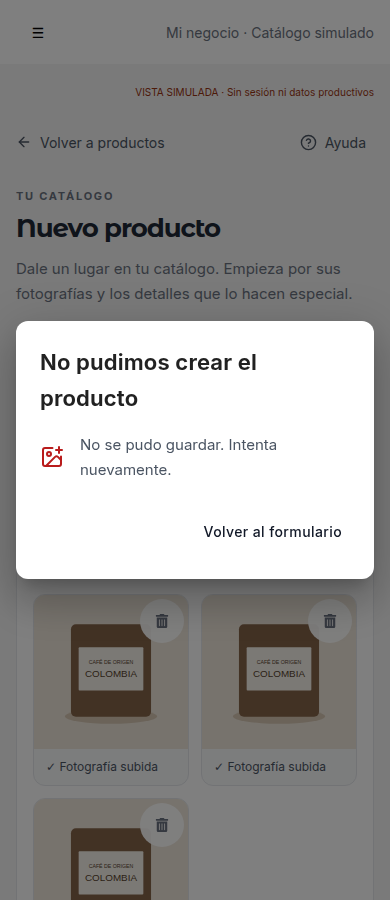 Mi negocio · Catálogo simulado
VISTA SIMULADA · Sin sesión ni datos productivos
Volver a productos
Ayuda
TU CATÁLOGO
Nuevo producto
Dale un lugar en tu catálogo. Empieza por sus
fotografías y los detalles que lo hacen especial.
No pudimos crear el
producto
No se pudo guardar. Intenta
nuevamente.
Volver al formulario
CAFÉ DE ORIGEN
COLOMBIA
✓ Fotografía subida
CAFÉ DE ORIGEN
COLOMBIA
✓ Fotografía subida
CAFÉ DE ORIGEN
COLOMBIA